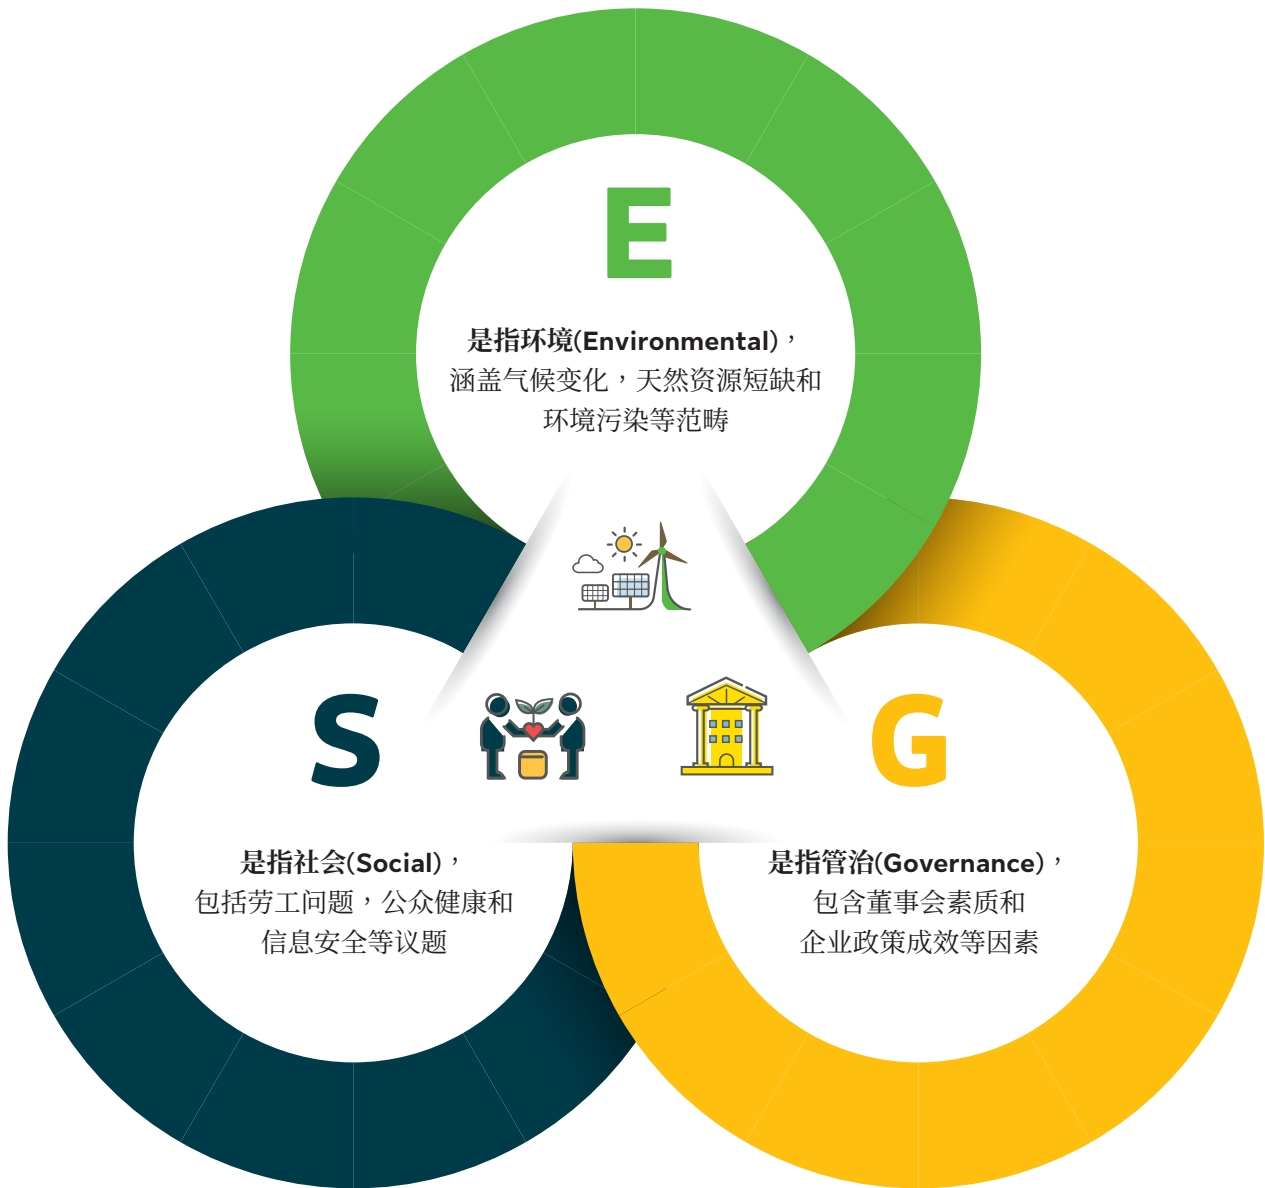 E
是指环境(Environmental)，
涵盖气候变化，天然资源短缺和
环境污染等范畴
S
是指社会(Social)，
包括劳工问题，公众健康和
信息安全等议题
G
是指管治(Governance)，
包含董事会素质和
企业政策成效等因素